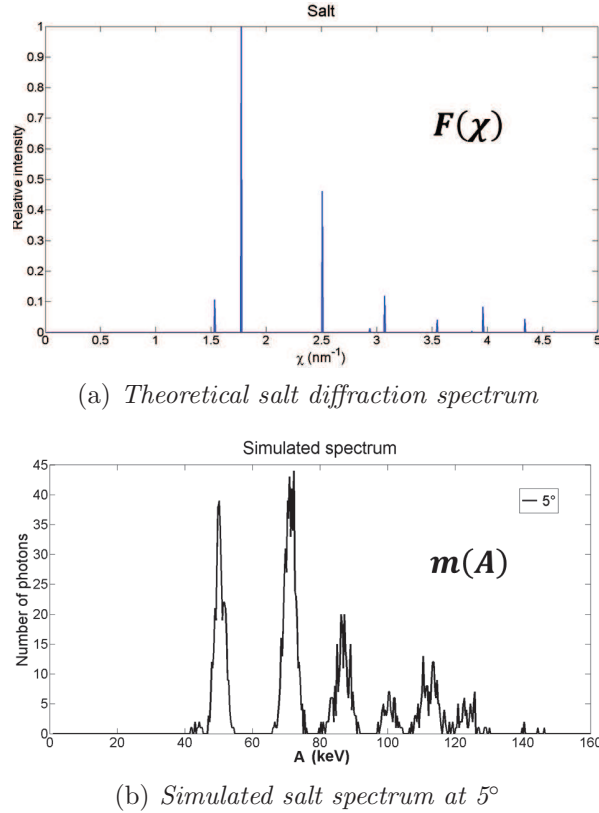 Salt
1
0.9
0.8
0.7
0.6
0.5
0.4
0.3
0.2
0.1
0
Relative intensity
F(χ)
0 0.5 1 1.5 2 2.5 3 3.5 4 4.5 5
χ (nm⁻¹)
(a) Theoretical salt diffraction spectrum
Simulated spectrum
45
40
35
30
25
20
15
10
5
0
Number of photons
5°
m(A)
0 20 40 60 80 100 120 140 160
A (keV)
(b) Simulated salt spectrum at 5°